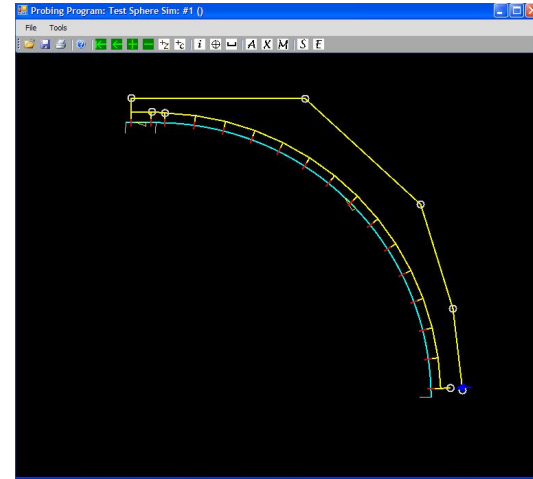 Probing Program: Test Sphere Sim: #1 ()
File Tools
+z +c i A X M S E